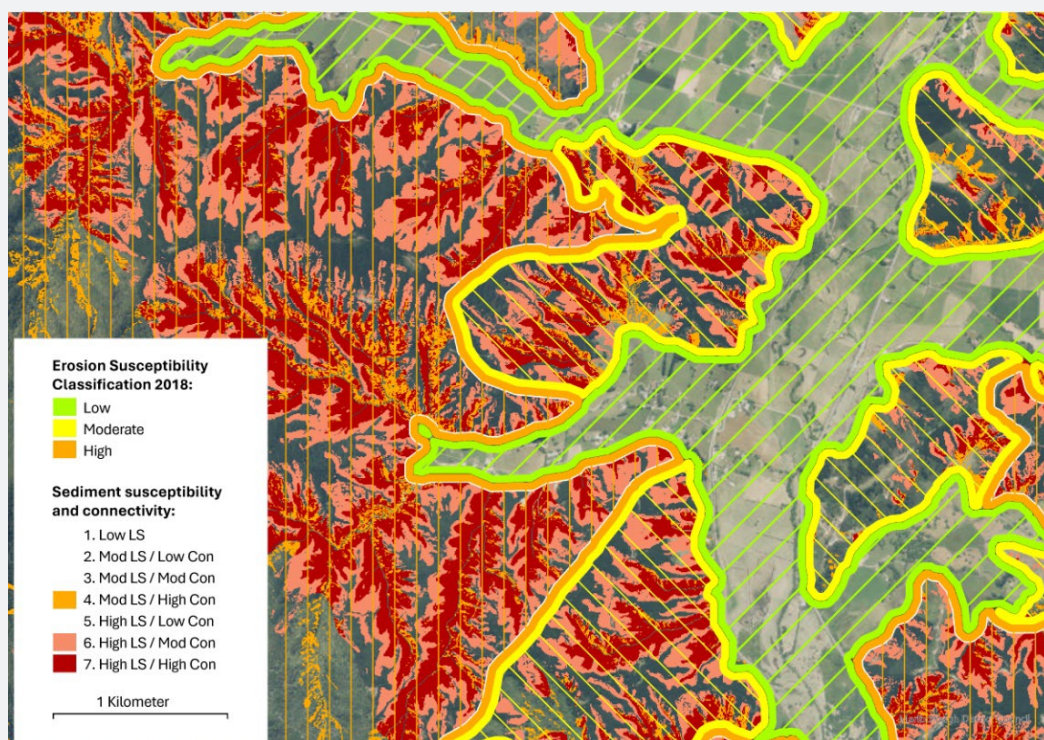 Erosion Susceptibility
Classification 2018:
Low
Moderate
High
Sediment susceptibility
and connectivity:
1. Low LS
2. Mod LS / Low Con
3. Mod LS / Mod Con
4. Mod LS / High Con
5. High LS / Low Con
6. High LS / Mod Con
7. High LS / High Con
1 Kilometer